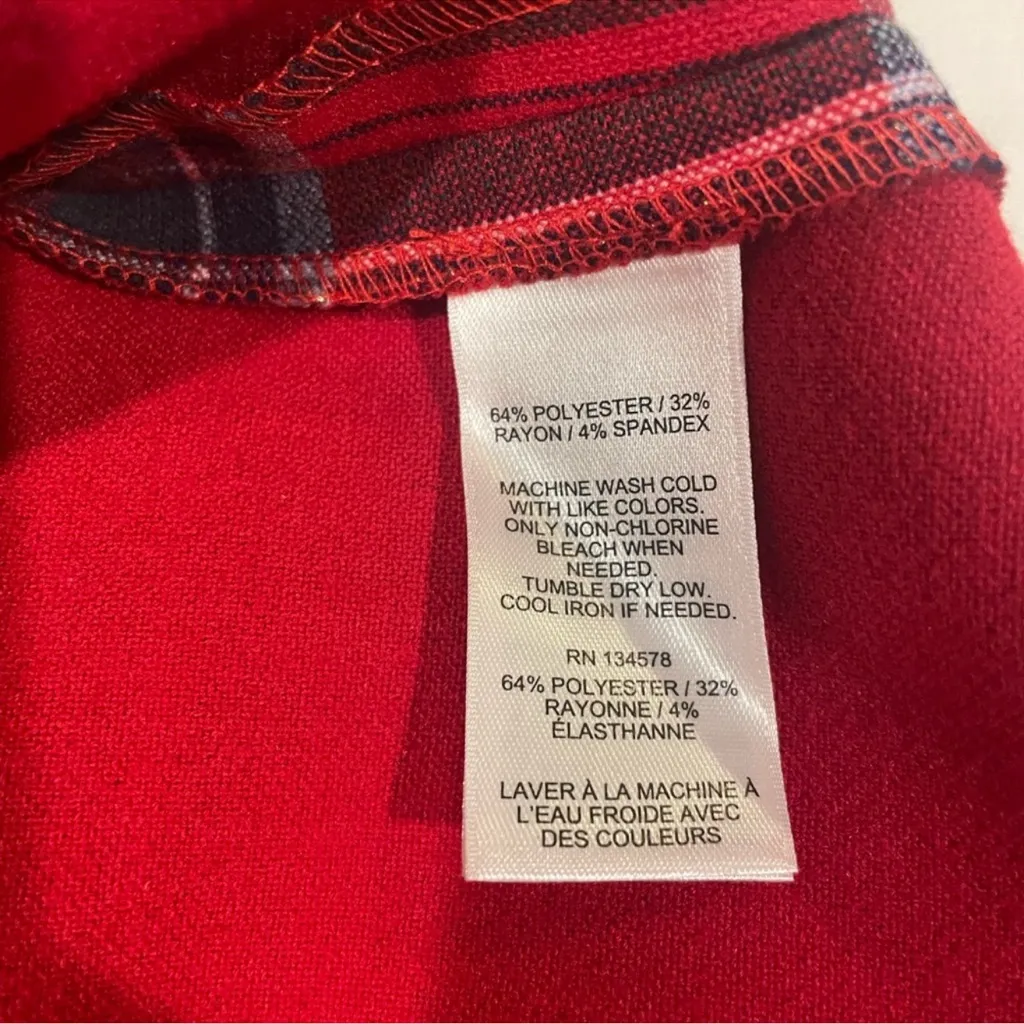 64% POLYESTER / 32%
RAYON / 4% SPANDEX
MACHINE WASH COLD
WITH LIKE COLORS.
ONLY NON-CHLORINE
BLEACH WHEN
NEEDED.
TUMBLE DRY LOW.
COOL IRON IF NEEDED.
RN 134578
64% POLYESTER / 32%
RAYONNE / 4%
ÉLASTHANNE
LAVER À LA MACHINE À
L'EAU FROIDE AVEC
DES COULEURS